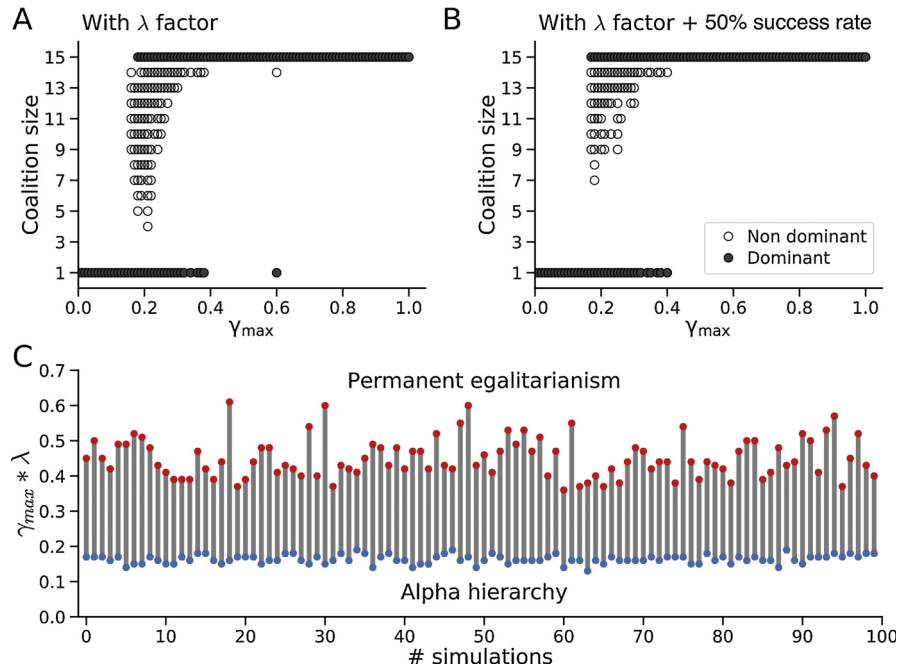 A With λ factor
Coalition size
15
13
11
9
7
5
3
1
0.0 0.2 0.4 0.6 0.8 1.0
γmax
B With λ factor + 50% success rate
Coalition size
15
13
11
9
7
5
3
1
Non dominant
Dominant
0.0 0.2 0.4 0.6 0.8 1.0
γmax
C
γmax * λ
0.7
0.6
0.5
0.4
0.3
0.2
0.1
0.0
Permanent egalitarianism
Alpha hierarchy
0 10 20 30 40 50 60 70 80 90 100
# simulations